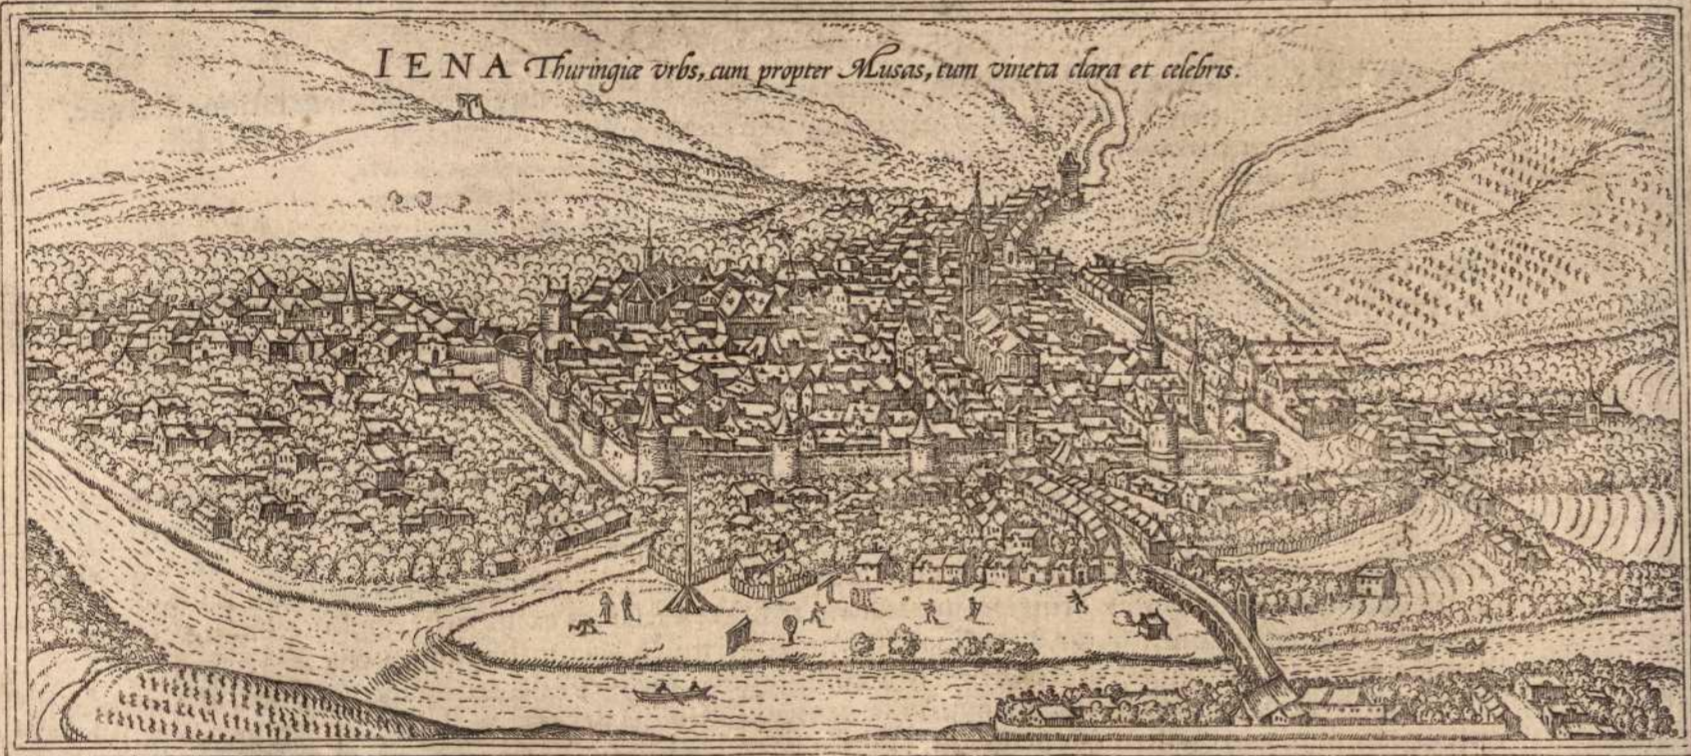 IENA Thuringiæ vrbs, cum propter Musas, tum vineta clara et celebris.